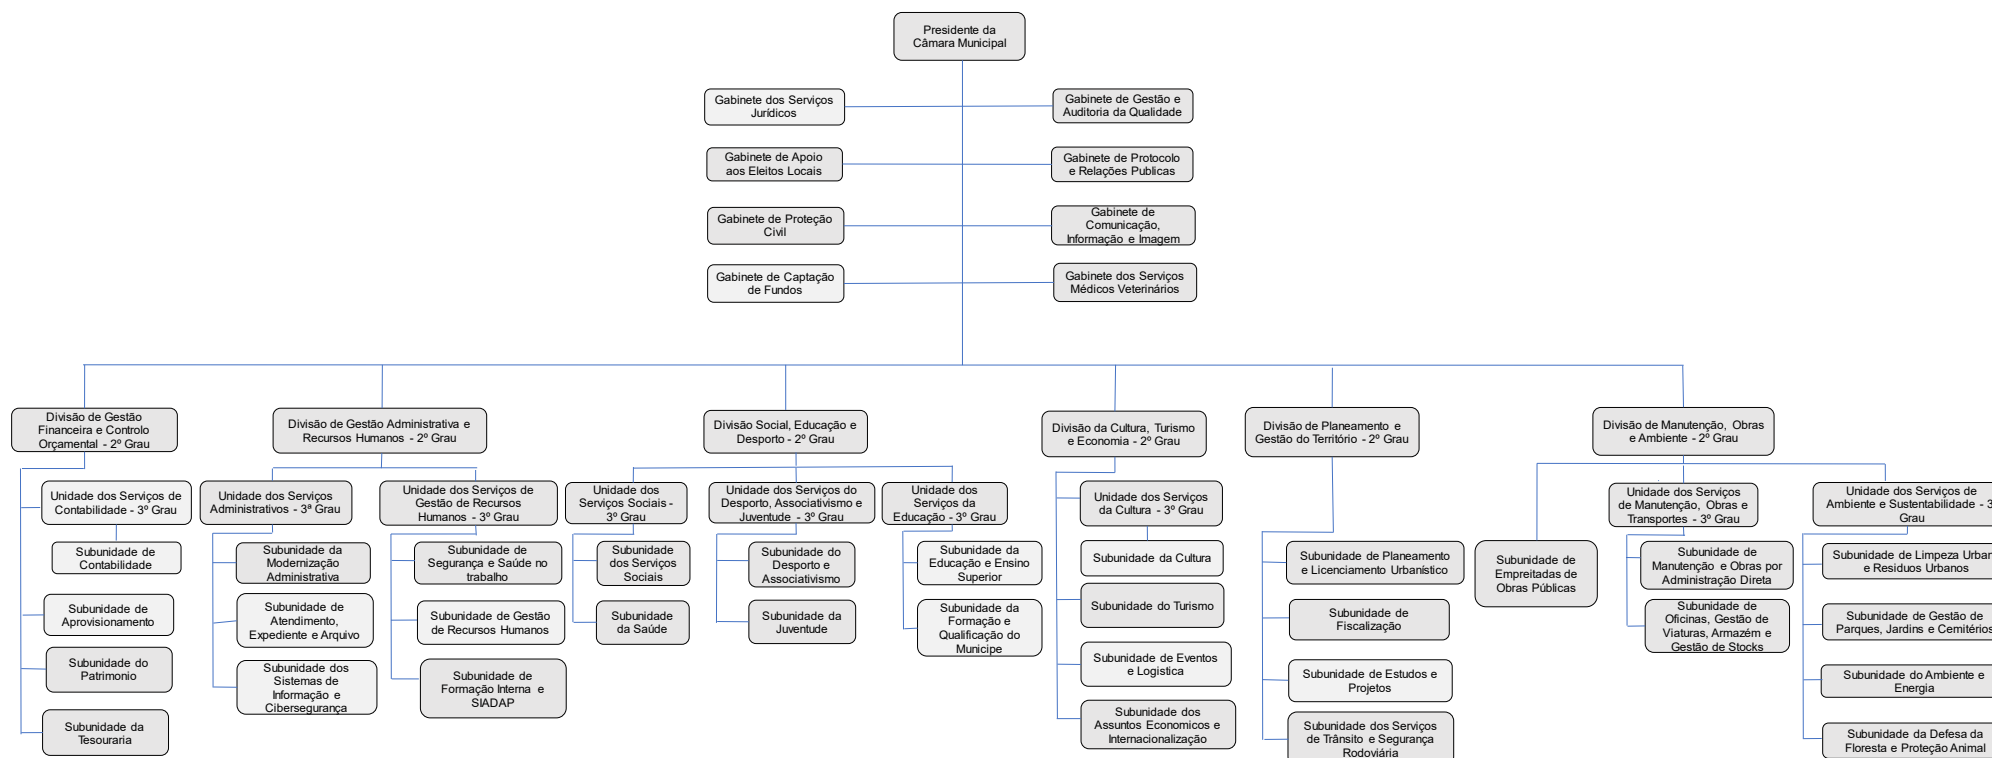 Presidente da
Câmara Municipal
Gabinete dos Serviços
Jurídicos
Gabinete de Gestão e
Auditoria da Qualidade
Gabinete de Apoio
aos Eleitos Locais
Gabinete de Protocolo
e Relações Publicas
Gabinete de Proteção
Civil
Gabinete de
Comunicação,
Informação e Imagem
Gabinete de Captação
de Fundos
Gabinete dos Serviços
Médicos Veterinários
Divisão de Gestão
Financeira e Controlo
Orçamental - 2º Grau
Unidade dos Serviços de
Contabilidade - 3º Grau
Subunidade de
Contabilidade
Subunidade de
Aprovisionamento
Subunidade do
Patrimonio
Subunidade da
Tesouraria
Divisão de Gestão Administrativa e
Recursos Humanos - 2º Grau
Unidade dos Serviços
Administrativos - 3ª Grau
Subunidade da
Modernização
Administrativa
Subunidade de
Atendimento,
Expediente e Arquivo
Subunidade dos
Sistemas de
Informação e
Cibersegurança
Unidade dos Serviços de
Gestão de Recursos
Humanos - 3º Grau
Subunidade de
Segurança e Saúde no
trabalho
Subunidade de Gestão
de Recursos Humanos
Subunidade de
Formação Interna e
SIADAP
Divisão Social, Educação e
Desporto - 2º Grau
Unidade dos
Serviços Sociais -
3º Grau
Subunidade
dos Serviços
Sociais
Subunidade
da Saúde
Unidade dos Serviços do
Desporto, Associativismo e
Juventude - 3º Grau
Subunidade do
Desporto e
Associativismo
Subunidade da
Juventude
Unidade dos
Serviços da
Educação - 3º Grau
Subunidade da
Educação e Ensino
Superior
Subunidade da
Formação e
Qualificação do
Municipe
Divisão da Cultura, Turismo
e Economia - 2º Grau
Unidade dos Serviços
da Cultura - 3º Grau
Subunidade da Cultura
Subunidade do Turismo
Subunidade de Eventos
e Logistica
Subunidade dos
Assuntos Economicos e
Internacionalização
Divisão de Planeamento e
Gestão do Território - 2º Grau
Subunidade de Planeamento
e Licenciamento Urbanístico
Subunidade de
Fiscalização
Subunidade de Estudos e
Projetos
Subunidade dos Serviços
de Trânsito e Segurança
Rodoviária
Divisão de Manutenção, Obras
e Ambiente - 2º Grau
Subunidade de
Empreitadas de
Obras Públicas
Unidade dos Serviços
de Manutenção, Obras e
Transportes - 3º Grau
Subunidade de
Manutenção e Obras por
Administração Direta
Subunidade de
Oficinas, Gestão de
Viaturas, Armazém e
Gestão de Stocks
Unidade dos Serviços de
Ambiente e Sustentabilidade - 3
Grau
Subunidade de Limpeza Urban
e Residuos Urbanos
Subunidade de Gestão de
Parques, Jardins e Cemitérios
Subunidade do Ambiente e
Energia
Subunidade da Defesa da
Floresta e Proteção Animal